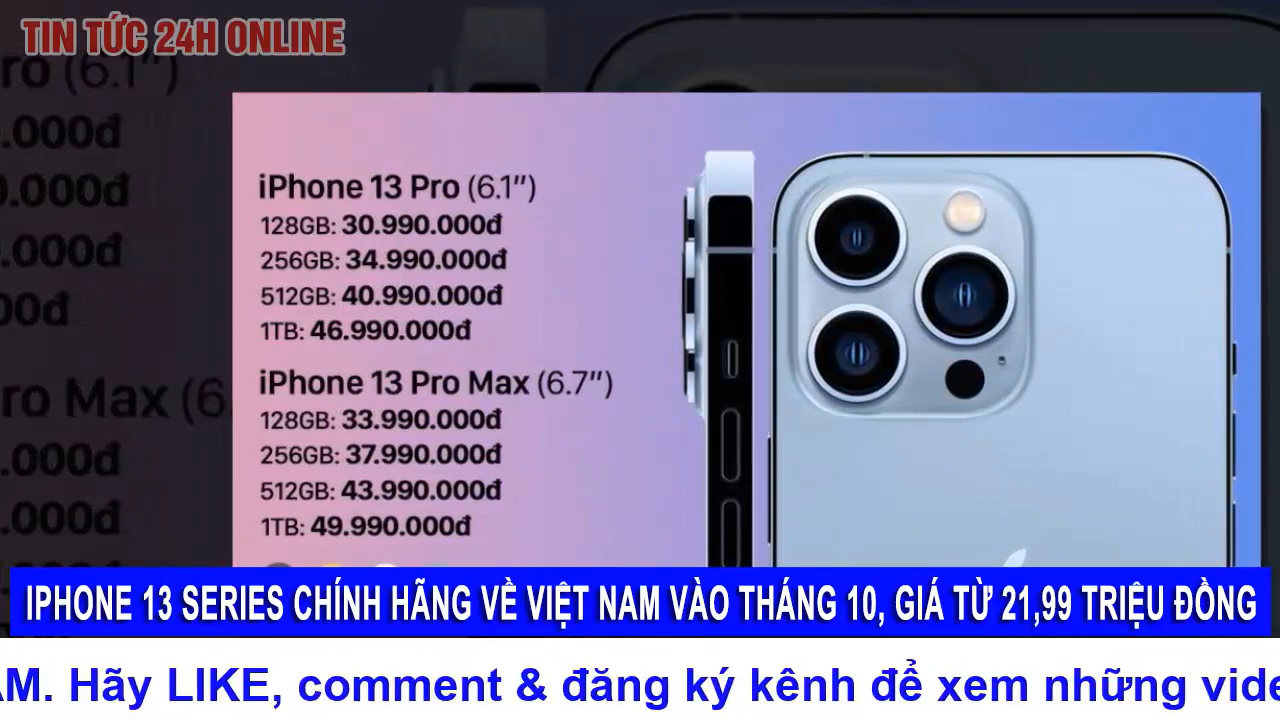 TIN TỨC 24H ONLINE
iPhone 13 Pro (6.1″)
128GB: 30.990.000đ
256GB: 34.990.000đ
512GB: 40.990.000đ
1TB: 46.990.000đ
iPhone 13 Pro Max (6.7″)
128GB: 33.990.000đ
256GB: 37.990.000đ
512GB: 43.990.000đ
1TB: 49.990.000đ
IPHONE 13 SERIES CHÍNH HÃNG VỀ VIỆT NAM VÀO THÁNG 10, GIÁ TỪ 21,99 TRIỆU ĐỒNG
AM. Hãy LIKE, comment & đăng ký kênh để xem những vide